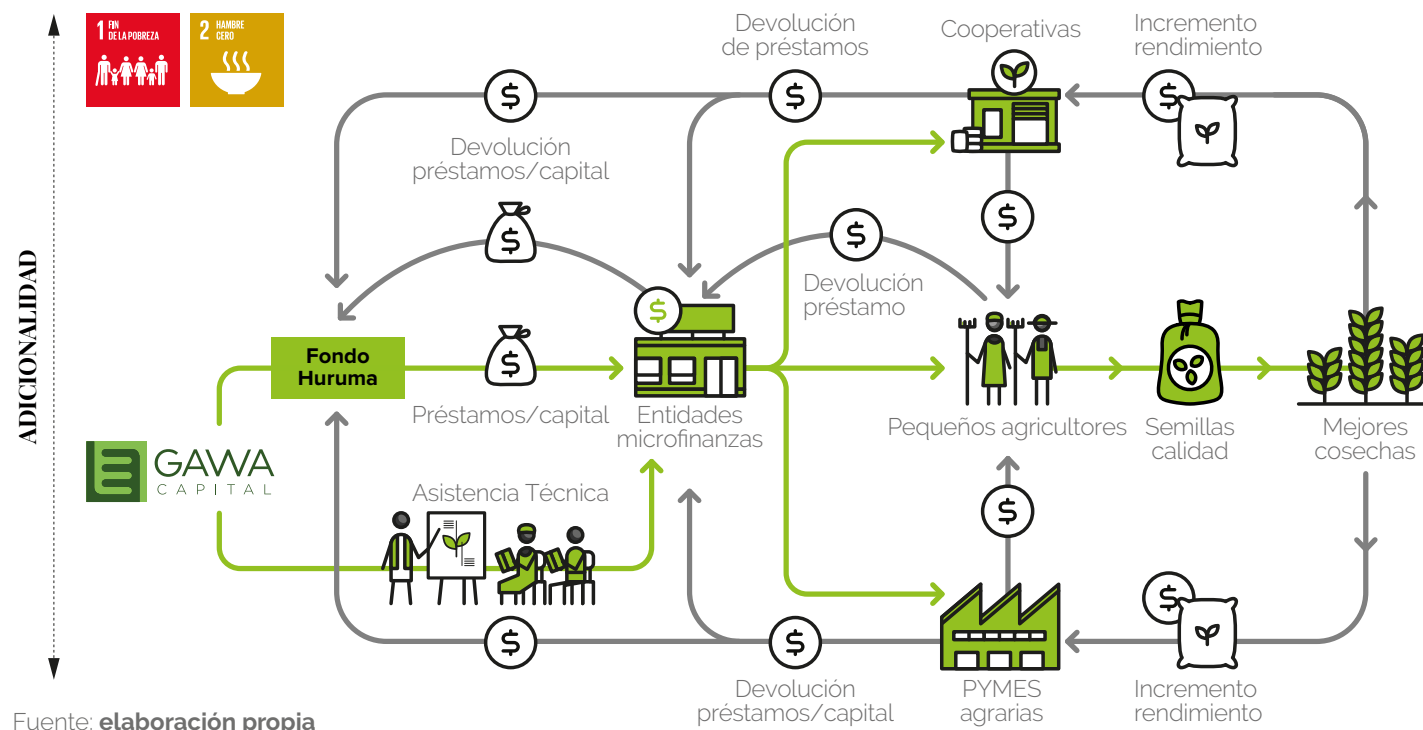 1 FIN
DE LA POBREZA
2 HAMBRE
CERO
Devolución
de préstamos
Cooperativas
Incremento
rendimiento
$
$
$
Devolución
préstamos/capital
$
$
$
Devolución
préstamo
$
ADICIONALIDAD
Fondo
Huruma
$
Préstamos/capital
Entidades
microfinanzas
Pequeños agricultores
Semillas
calidad
Mejores
cosechas
GAWA
CAPITAL
Asistencia Técnica
$
$
$
$
Devolución
préstamos/capital
PYMES
agrarias
Incremento
rendimiento
Fuente: elaboración propia